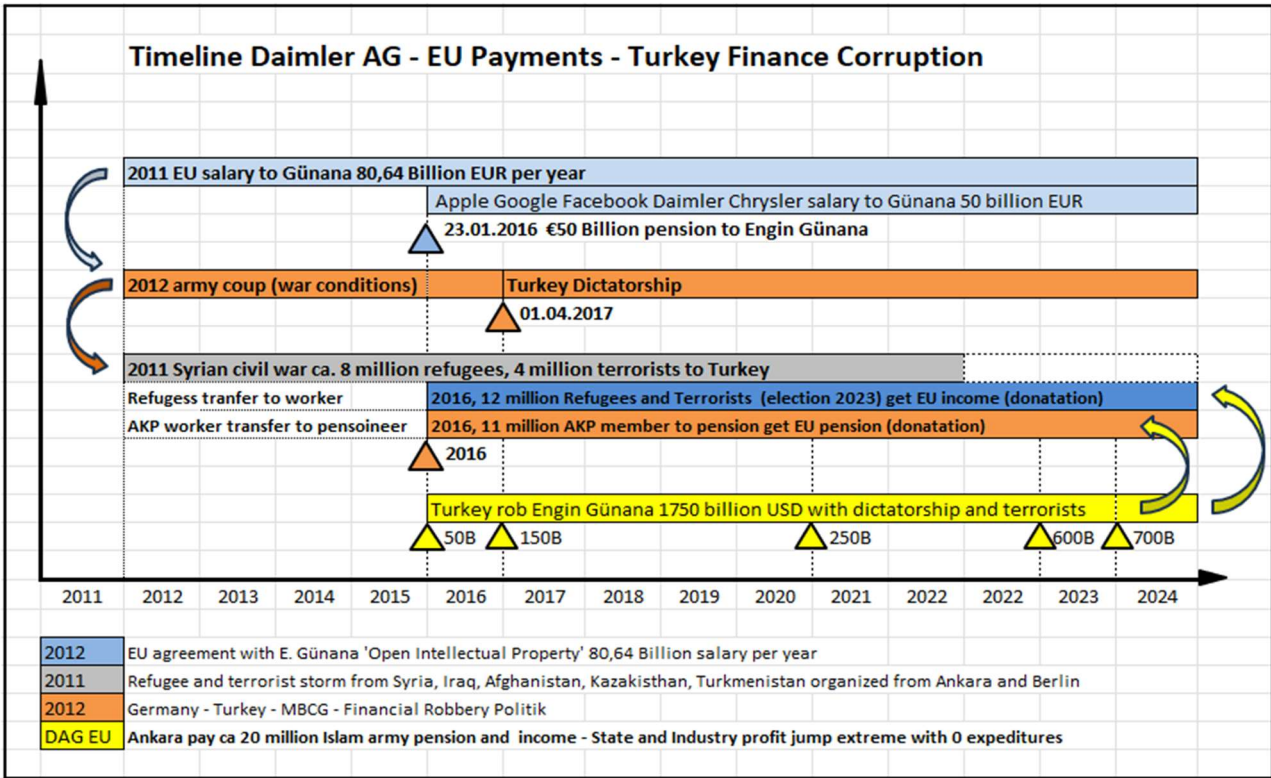 Timeline Daimler AG - EU Payments - Turkey Finance Corruption
2011 EU salary to Günana 80,64 Billion EUR per year
Apple Google Facebook Daimler Chrysler salary to Günana 50 billion EUR
23.01.2016 €50 Billion pension to Engin Günana
2012 army coup (war conditions)
Turkey Dictatorship
01.04.2017
2011 Syrian civil war ca. 8 million refugees, 4 million terrorists to Turkey
Refugess tranfer to worker
2016, 12 million Refugees and Terrorists (election 2023) get EU income (donatation)
AKP worker transfer to pensoineer
2016, 11 million AKP member to pension get EU pension (donatation)
2016
Turkey rob Engin Günana 1750 billion USD with dictatorship and terrorists
50B 150B 250B 600B 700B
2011 2012 2013 2014 2015 2016 2017 2018 2019 2020 2021 2022 2022 2023 2024
2012 EU agreement with E. Günana 'Open Intellectual Property' 80,64 Billion salary per year
2011 Refugee and terrorist storm from Syria, Iraq, Afghanistan, Kazakisthan, Turkmenistan organized from Ankara and Berlin
2012 Germany - Turkey - MBCG - Financial Robbery Politik
DAG EU Ankara pay ca 20 million Islam army pension and income - State and Industry profit jump extreme with 0 expeditures